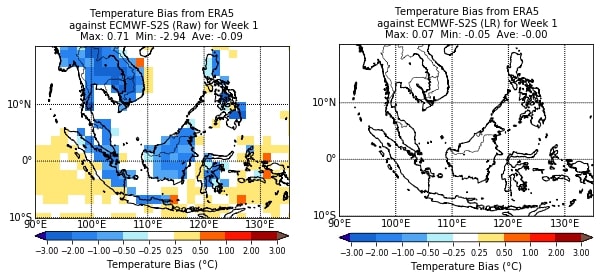 Temperature Bias from ERA5
against ECMWF-S2S (Raw) for Week 1
Max: 0.71  Min: -2.94  Ave: -0.09
10°N
0°
10°S
90°E 100°E 110°E 120°E 130°E
−3.00 −2.00 −1.00 −0.50 −0.25 0.25 0.50 1.00 2.00 3.00
Temperature Bias (°C)
Temperature Bias from ERA5
against ECMWF-S2S (LR) for Week 1
Max: 0.07  Min: -0.05  Ave: -0.00
10°N
0°
10°S
90°E 100°E 110°E 120°E 130°E
−3.00 −2.00 −1.00 −0.50 −0.25 0.25 0.50 1.00 2.00 3.00
Temperature Bias (°C)